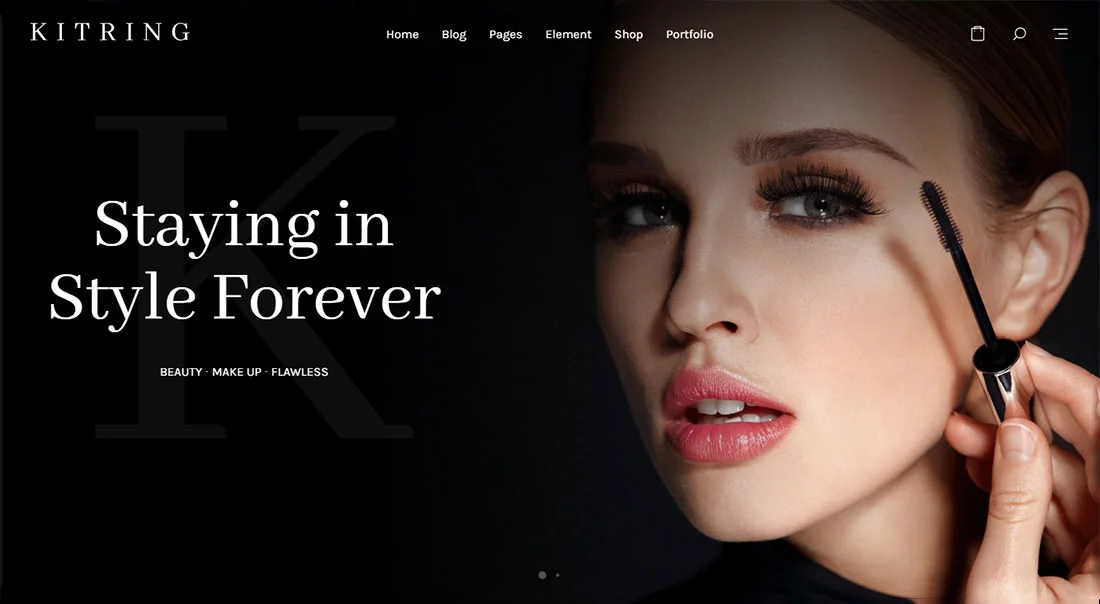 KITRING
Home Blog Pages Element Shop Portfolio
K
Staying in
Style Forever
BEAUTY · MAKE UP · FLAWLESS